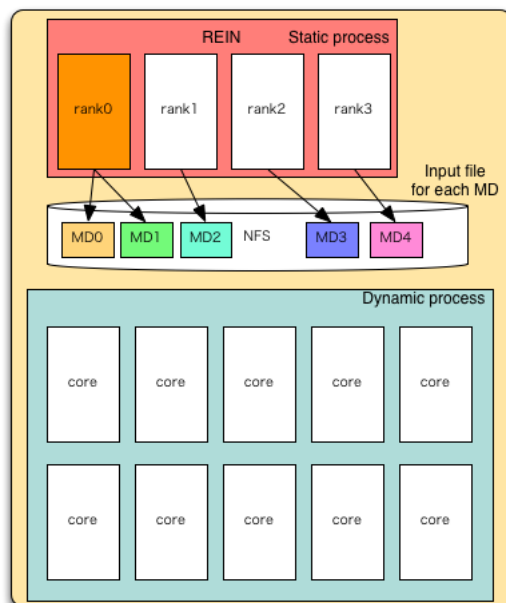 REIN Static process
rank0 rank1 rank2 rank3
Input file
for each MD
MD0 MD1 MD2 NFS MD3 MD4
Dynamic process
core core core core core
core core core core core